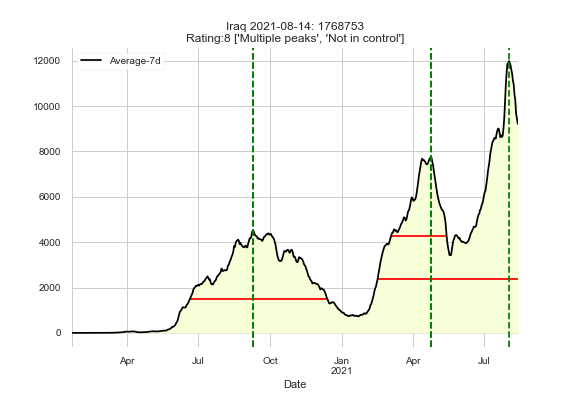 Iraq 2021-08-14: 1768753
Rating:8 ['Multiple peaks', 'Not in control']
Average-7d
12000
10000
8000
6000
4000
2000
0
Apr Jul Oct Jan Apr Jul
2021
Date